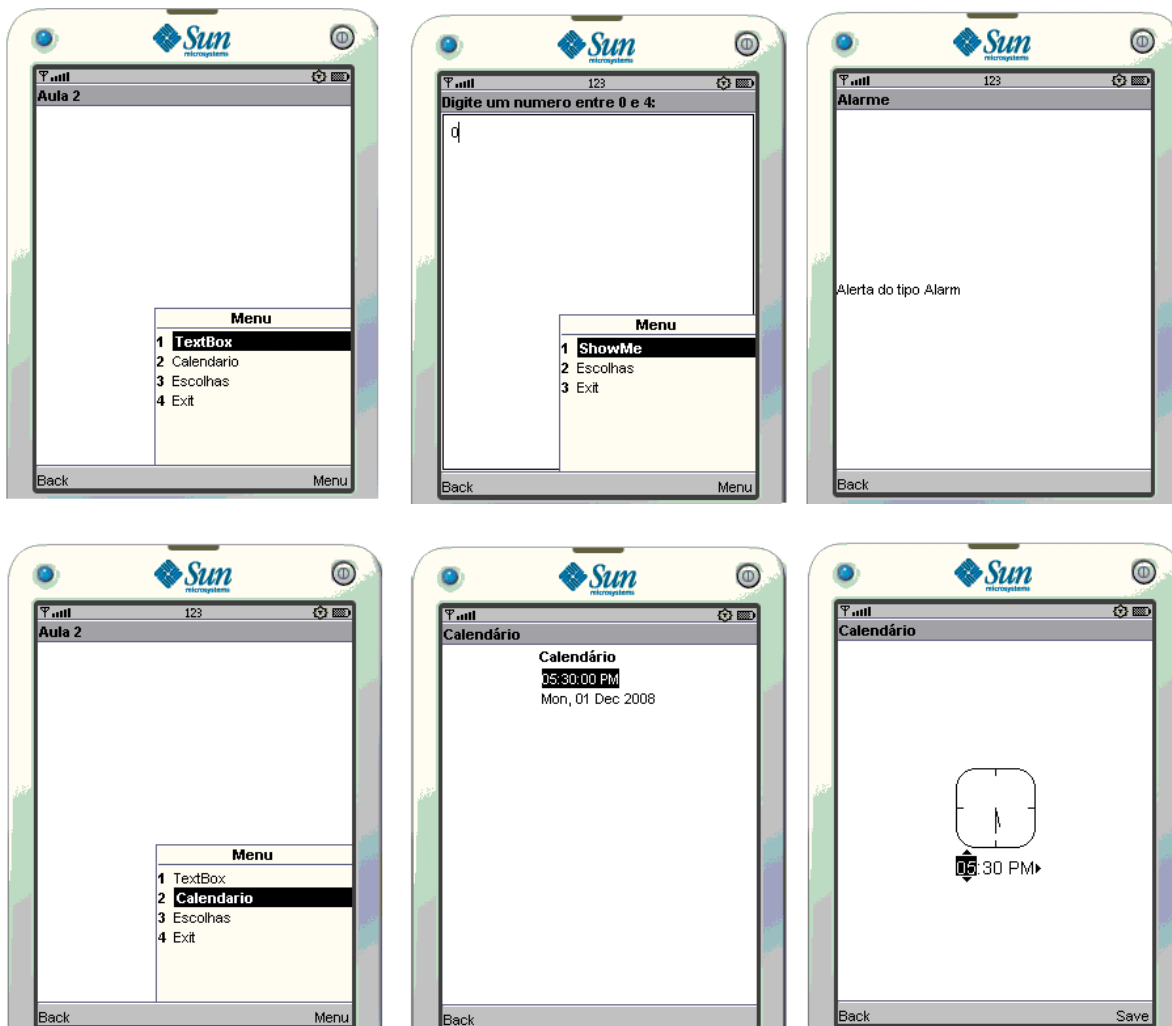 Sun
microsystems
Aula 2
Menu
1 TextBox
2 Calendario
3 Escolhas
4 Exit
Back Menu
Sun
microsystems
123
Digite um numero entre 0 e 4:
0
Menu
1 ShowMe
2 Escolhas
3 Exit
Back Menu
Sun
microsystems
123
Alarme
Alerta do tipo Alarm
Back
Sun
microsystems
123
Aula 2
Menu
1 TextBox
2 Calendario
3 Escolhas
4 Exit
Back Menu
Sun
microsystems
Calendário
Calendário
05:30:00 PM
Mon, 01 Dec 2008
Back
Sun
microsystems
Calendário
05:30 PM
Back Save